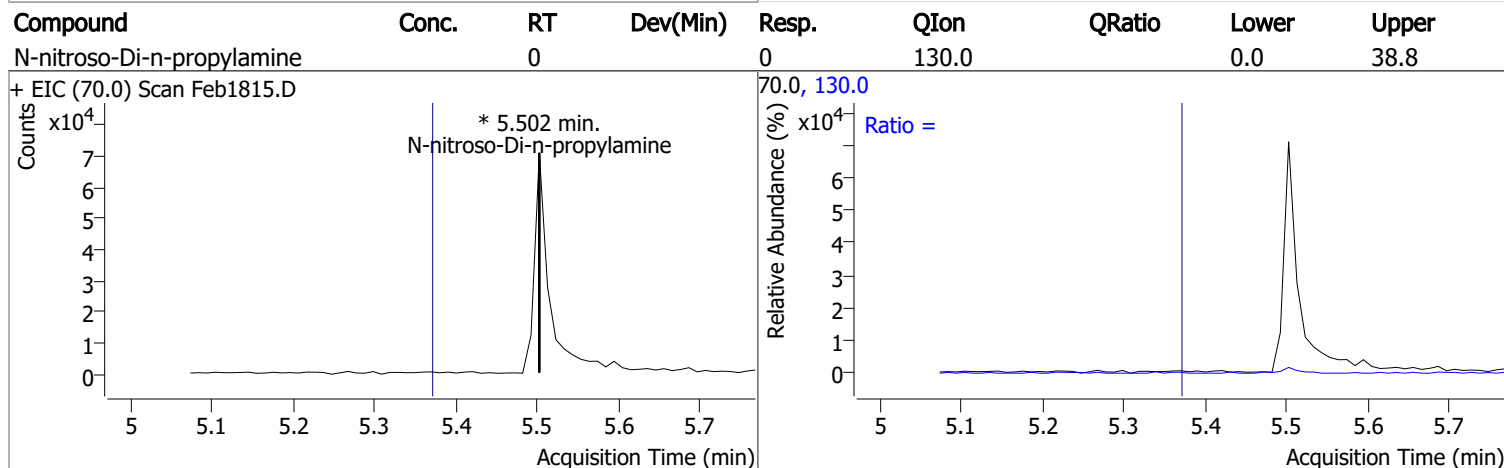 Compound Conc. RT Dev(Min) Resp. QIon QRatio Lower Upper
N-nitroso-Di-n-propylamine 0 0 130.0 0.0 38.8
+ EIC (70.0) Scan Feb1815.D
Counts
x10⁴
* 5.502 min.
N-nitroso-Di-n-propylamine
7
6
5
4
3
2
1
0
5 5.1 5.2 5.3 5.4 5.5 5.6 5.7
Acquisition Time (min)
70.0, 130.0
Relative Abundance (%)
x10⁴
Ratio =
6
5
4
3
2
1
0
5 5.1 5.2 5.3 5.4 5.5 5.6 5.7
Acquisition Time (min)